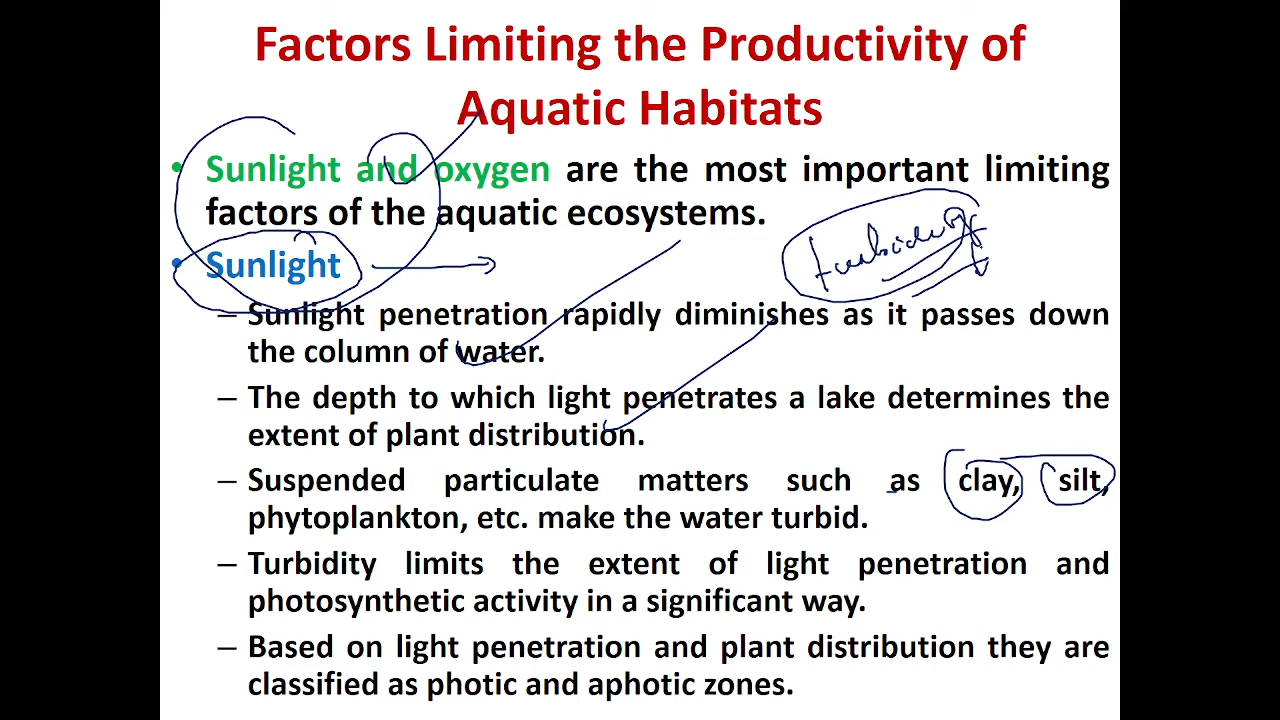 Factors Limiting the Productivity of
Aquatic Habitats
• Sunlight and oxygen are the most important limiting
factors of the aquatic ecosystems.
turbidity
• Sunlight
– Sunlight penetration rapidly diminishes as it passes down
the column of water.
– The depth to which light penetrates a lake determines the
extent of plant distribution.
– Suspended particulate matters such as clay, silt,
phytoplankton, etc. make the water turbid.
– Turbidity limits the extent of light penetration and
photosynthetic activity in a significant way.
– Based on light penetration and plant distribution they are
classified as photic and aphotic zones.